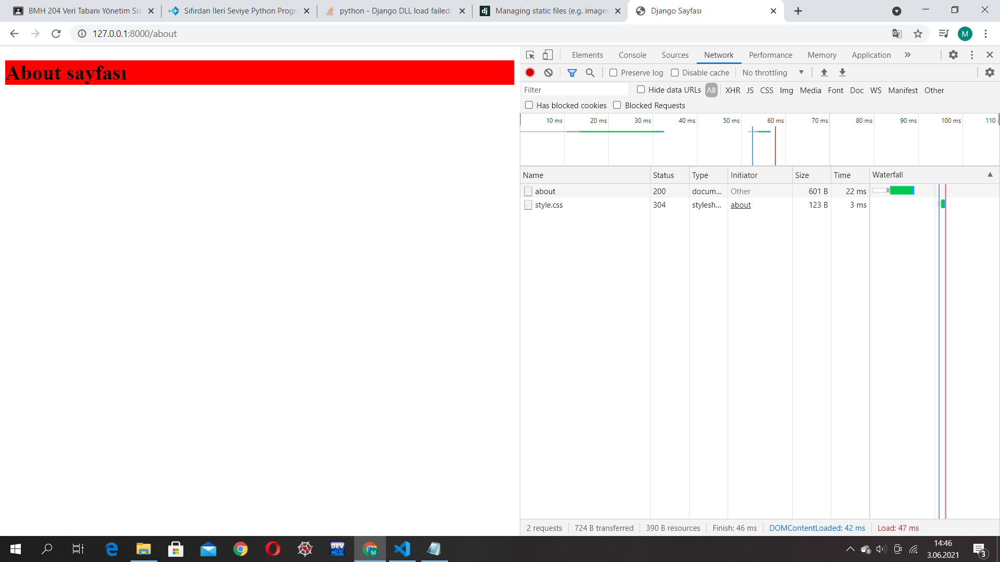 BMH 204 Veri Tabanı Yönetim Sis
Sıfırdan İleri Seviye Python Progr
python - Django DLL load failed:
Managing static files (e.g. images
Django Sayfası
127.0.0.1:8000/about
M
About sayfası
Elements Console Sources Network Performance Memory Application
Preserve log Disable cache No throttling
Filter Hide data URLs All XHR JS CSS Img Media Font Doc WS Manifest Other
Has blocked cookies Blocked Requests
10 ms 20 ms 30 ms 40 ms 50 ms 60 ms 70 ms 80 ms 90 ms 100 ms 110
Name Status Type Initiator Size Time Waterfall
about 200 docum... Other 601 B 22 ms
style.css 304 stylesh... about 123 B 3 ms
2 requests 724 B transferred 390 B resources Finish: 46 ms DOMContentLoaded: 42 ms Load: 47 ms
DEV
M
14:46
3.06.2021
3